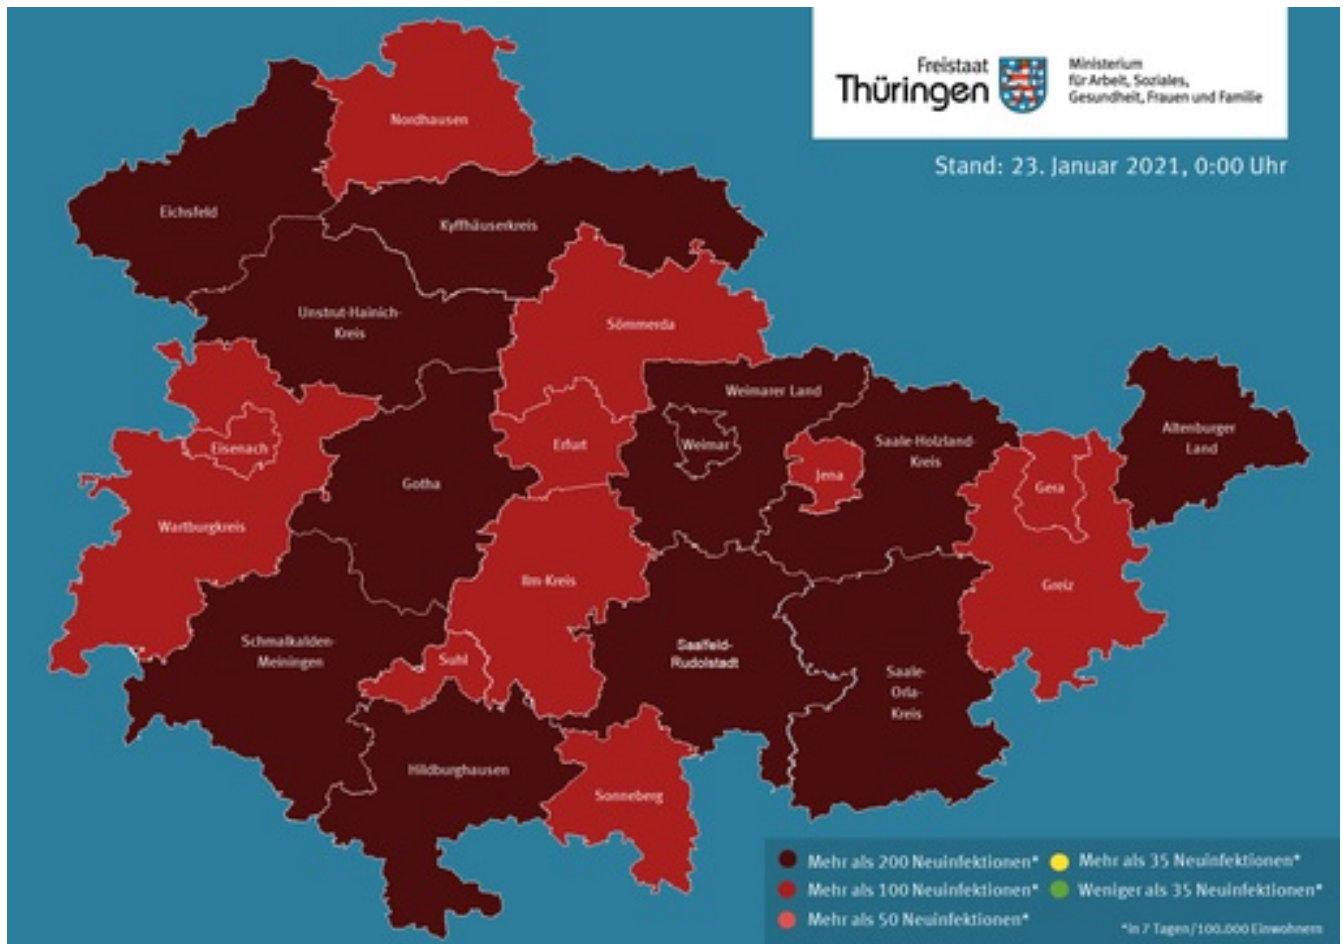 Freistaat
Thüringen
Ministerium
für Arbeit, Soziales,
Gesundheit, Frauen und Familie
Stand: 23. Januar 2021, 0:00 Uhr
Nordhausen
Eichsfeld
Kyffhäuserkreis
Unstrut-Hainich-
Kreis
Sömmerda
Weimarer Land
Eisenach
Erfurt
Weimar
Jena
Saale-Holzland-
Kreis
Altenburger
Land
Gotha
Gera
Wartburgkreis
Ilm-Kreis
Greiz
Schmalkalden-
Meiningen
Suhl
Saalfeld-
Rudolstadt
Saale-
Orla-
Kreis
Hildburghausen
Sonneberg
Mehr als 200 Neuinfektionen*
Mehr als 100 Neuinfektionen*
Mehr als 50 Neuinfektionen*
Mehr als 35 Neuinfektionen*
Weniger als 35 Neuinfektionen*
*in 7 Tagen/100.000 Einwohnern